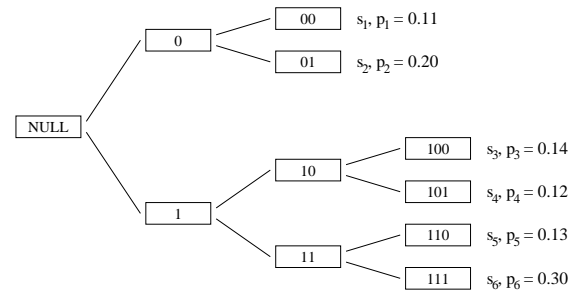 00 s1, p1 = 0.11
0
01 s2, p2 = 0.20
NULL
100 s3, p3 = 0.14
10
101 s4, p4 = 0.12
1
110 s5, p5 = 0.13
11
111 s6, p6 = 0.30